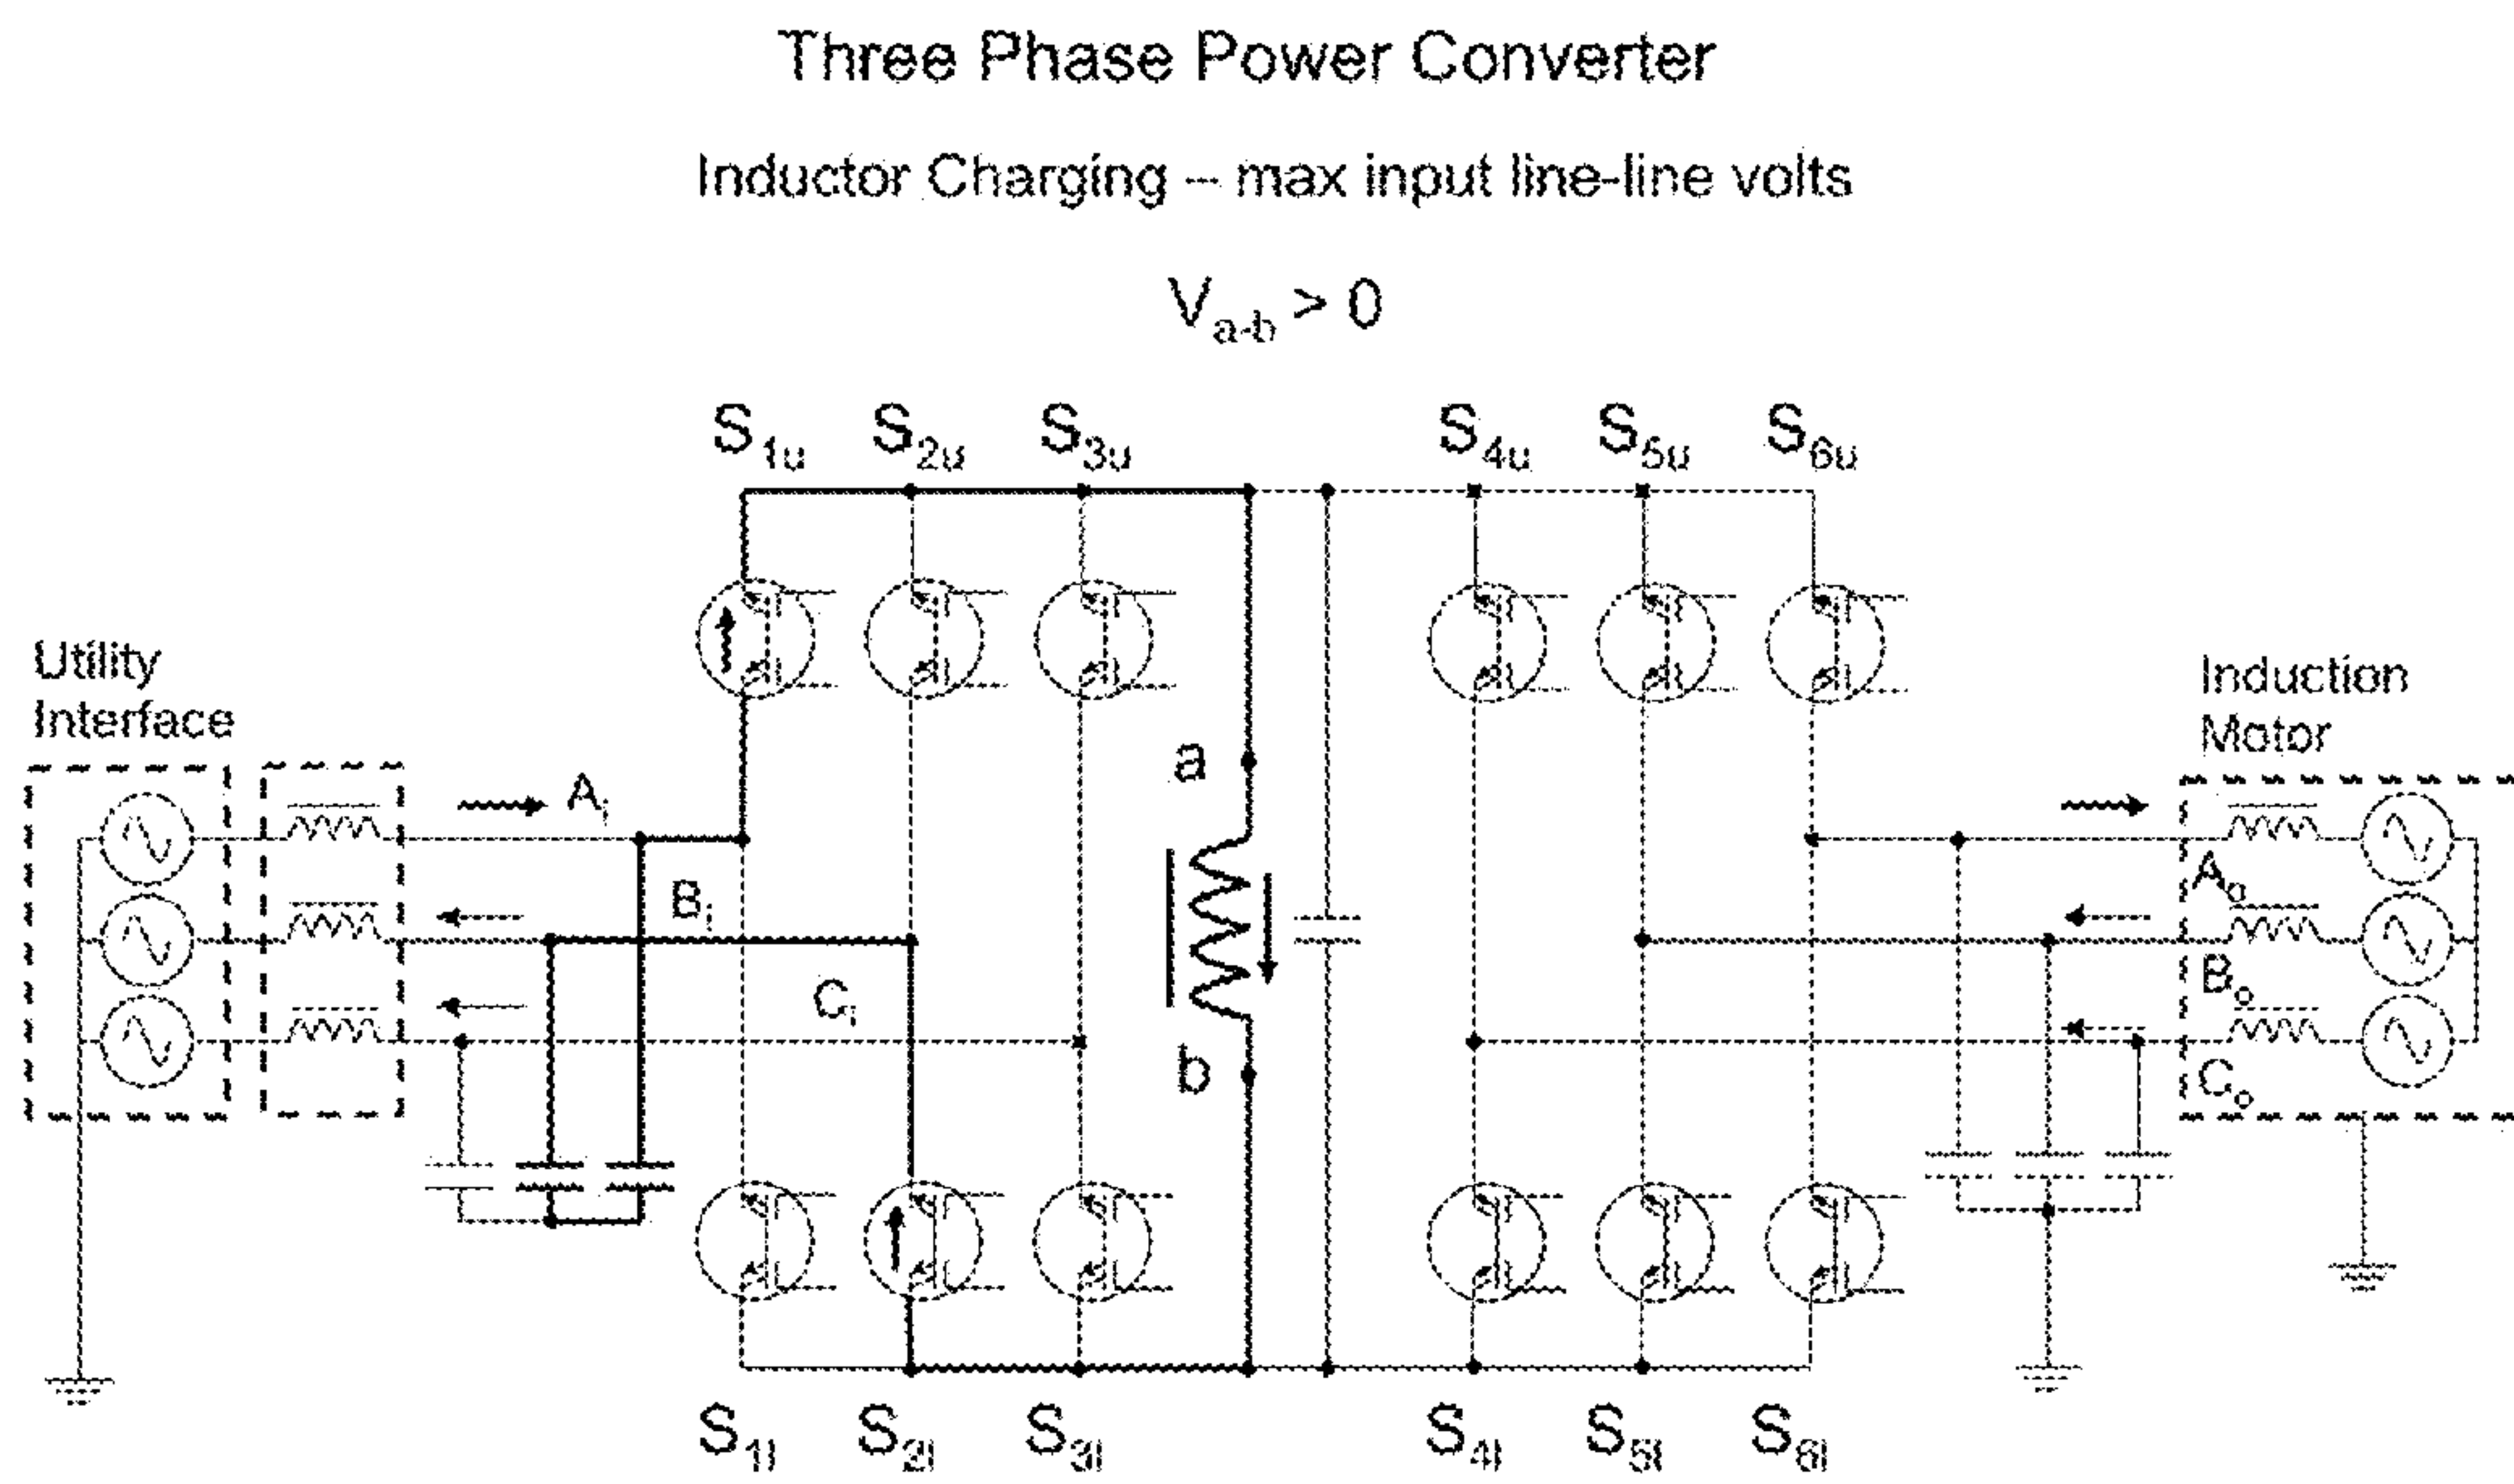 Three Phase Power Converter
Inductor Charging -- max input line-line volts
Va-b > 0
S1u S2u S3u S4u S5u S6u
Utility
Interface
Induction
Motor
a
Ai
Bi
Ao
Ci
Bo
b
Co
S1l S2l S3l S4l S5l S6l